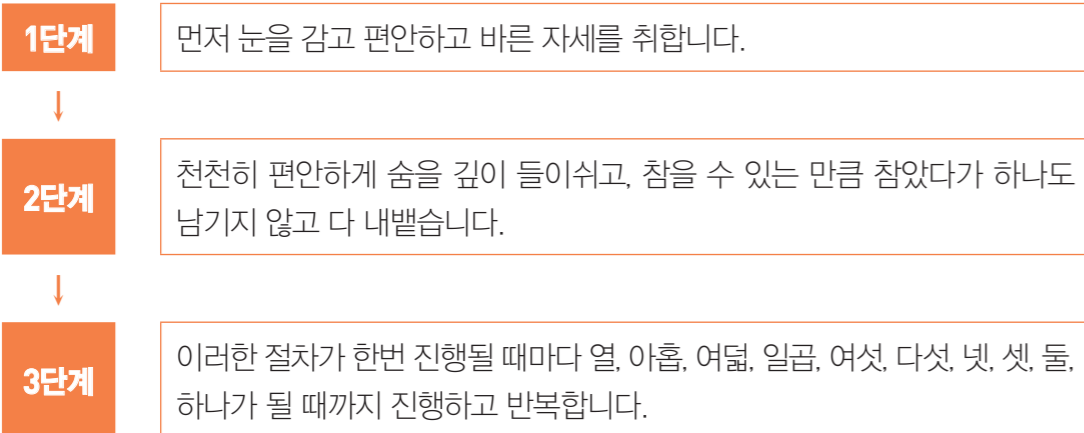 1단계
먼저 눈을 감고 편안하고 바른 자세를 취합니다.
↓
2단계
천천히 편안하게 숨을 깊이 들이쉬고, 참을 수 있는 만큼 참았다가 하나도
남기지 않고 다 내뱉습니다.
↓
3단계
이러한 절차가 한번 진행될 때마다 열, 아홉, 여덟, 일곱, 여섯, 다섯, 넷, 셋, 둘,
하나가 될 때까지 진행하고 반복합니다.